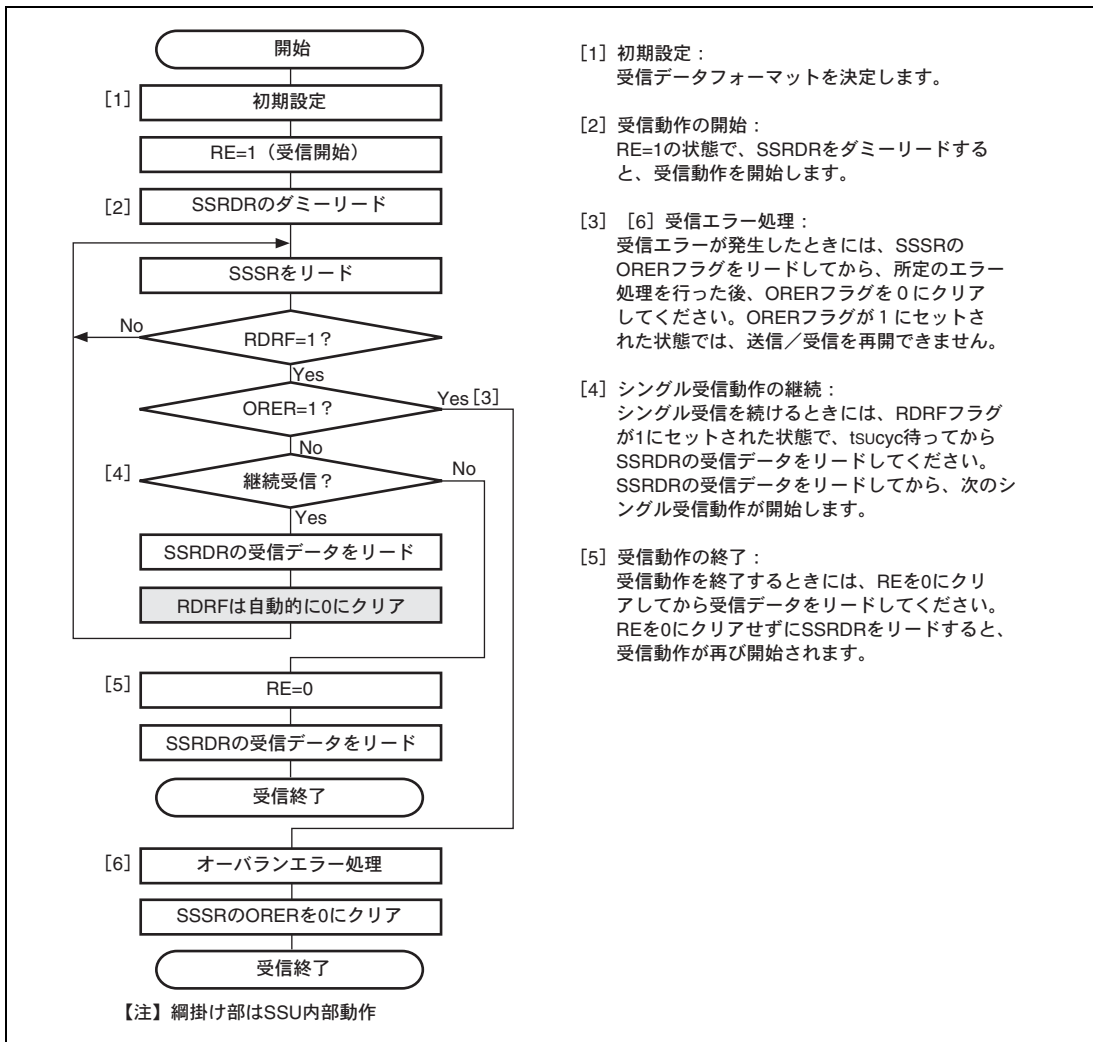 開始
[1]
初期設定
RE=1（受信開始）
[2]
SSRDRのダミーリード
SSSRをリード
No
RDRF=1？
Yes
ORER=1？
Yes [3]
No
[4]
継続受信？
No
Yes
SSRDRの受信データをリード
RDRFは自動的に0にクリア
[5]
RE=0
SSRDRの受信データをリード
受信終了
[6]
オーバランエラー処理
SSSRのORERを0にクリア
受信終了
【注】網掛け部はSSU内部動作
[1] 初期設定：
受信データフォーマットを決定します。
[2] 受信動作の開始：
RE=1の状態で、SSRDRをダミーリードする
と、受信動作を開始します。
[3] [6] 受信エラー処理：
受信エラーが発生したときには、SSSRの
ORERフラグをリードしてから、所定のエラー
処理を行った後、ORERフラグを０にクリア
してください。ORERフラグが１にセットさ
れた状態では、送信／受信を再開できません。
[4] シングル受信動作の継続：
シングル受信を続けるときには、RDRFフラグ
が1にセットされた状態で、tsucyc待ってから
SSRDRの受信データをリードしてください。
SSRDRの受信データをリードしてから、次のシ
ングル受信動作が開始します。
[5] 受信動作の終了：
受信動作を終了するときには、REを0にクリ
アしてから受信データをリードしてください。
REを0にクリアせずにSSRDRをリードすると、
受信動作が再び開始されます。